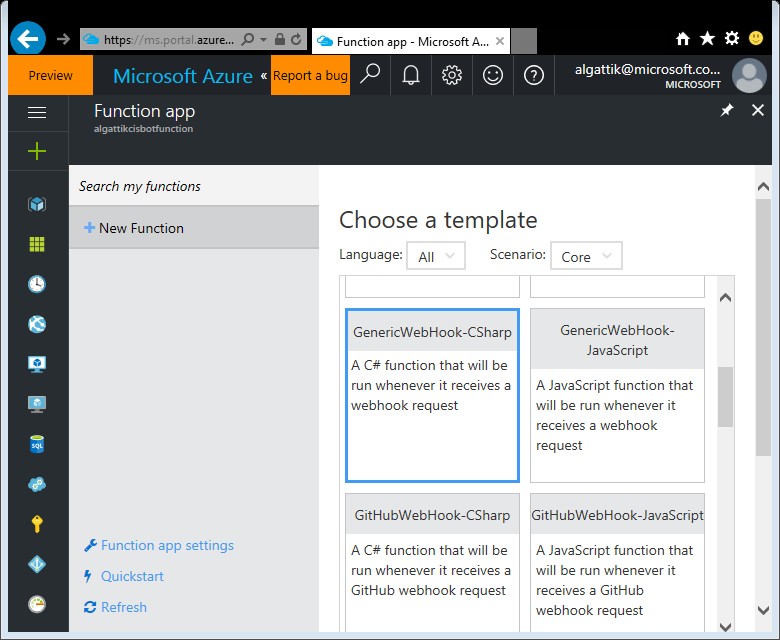 https://ms.portal.azure...
Function app - Microsoft A...
Preview
Microsoft Azure «
Report a bug
algattik@microsoft.co...
MICROSOFT
Function app
algattikcisbotfunction
Search my functions
New Function
Function app settings
Quickstart
Refresh
Choose a template
Language: All
Scenario: Core
GenericWebHook-CSharp
A C# function that will be
run whenever it receives a
webhook request
GenericWebHook-
JavaScript
A JavaScript function that
will be run whenever it
receives a webhook
request
GitHubWebHook-CSharp
A C# function that will be
run whenever it receives a
GitHub webhook request
GitHubWebHook-JavaScript
A JavaScript function that
will be run whenever it
receives a GitHub
webhook request
SQL